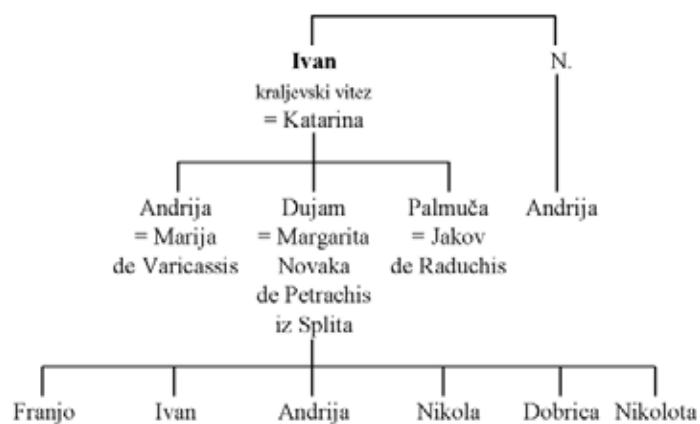 Ivan N.
kraljevski vitez
= Katarina
Andrija Dujam Palmuča Andrija
= Marija = Margarita = Jakov
de Varicassis Novaka de Raduchis
de Petrachis
iz Splita
Franjo Ivan Andrija Nikola Dobrica Nikolota